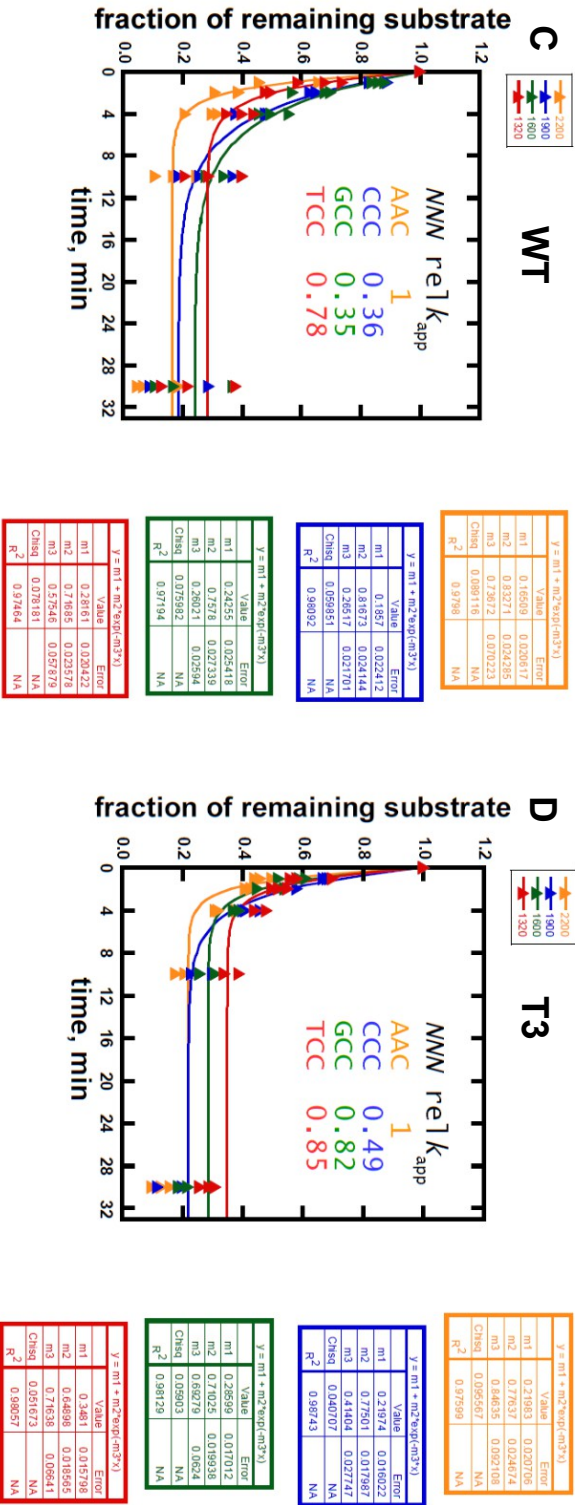 C
2200
1900
1600
1320
WT
fraction of remaining substrate
1.2
1.0
0.8
0.6
0.4
0.2
0.0
NNN rel k app
AAC 1
CCC 0.36
GCC 0.35
TCC 0.78
0 4 8 12 16 20 24 28 32
time, min
y = m1 + m2*exp(-m3*x)
Value Error
m1 0.16509 0.020617
m2 0.83271 0.024285
m3 0.73672 0.070223
Chisq 0.089116 NA
R² 0.9798 NA
y = m1 + m2*exp(-m3*x)
Value Error
m1 0.1857 0.022412
m2 0.81673 0.024144
m3 0.26517 0.021701
Chisq 0.059851 NA
R² 0.98092 NA
y = m1 + m2*exp(-m3*x)
Value Error
m1 0.24255 0.025418
m2 0.7578 0.027339
m3 0.26021 0.02594
Chisq 0.075982 NA
R² 0.97194 NA
y = m1 + m2*exp(-m3*x)
Value Error
m1 0.28161 0.020422
m2 0.71685 0.023578
m3 0.57546 0.057879
Chisq 0.078181 NA
R² 0.97464 NA
D
2200
1900
1600
1320
T3
fraction of remaining substrate
1.2
1.0
0.8
0.6
0.4
0.2
0.0
NNN rel k app
AAC 1
CCC 0.49
GCC 0.82
TCC 0.85
0 4 8 12 16 20 24 28 32
time, min
y = m1 + m2*exp(-m3*x)
Value Error
m1 0.21983 0.020706
m2 0.77637 0.024674
m3 0.84635 0.092108
Chisq 0.095567 NA
R² 0.97599 NA
y = m1 + m2*exp(-m3*x)
Value Error
m1 0.21974 0.016022
m2 0.77501 0.017987
m3 0.41404 0.027747
Chisq 0.040707 NA
R² 0.98743 NA
y = m1 + m2*exp(-m3*x)
Value Error
m1 0.28599 0.017012
m2 0.71025 0.019938
m3 0.69279 0.0624
Chisq 0.05903 NA
R² 0.98129 NA
y = m1 + m2*exp(-m3*x)
Value Error
m1 0.3481 0.015798
m2 0.64898 0.018565
m3 0.71638 0.06641
Chisq 0.051673 NA
R² 0.98057 NA